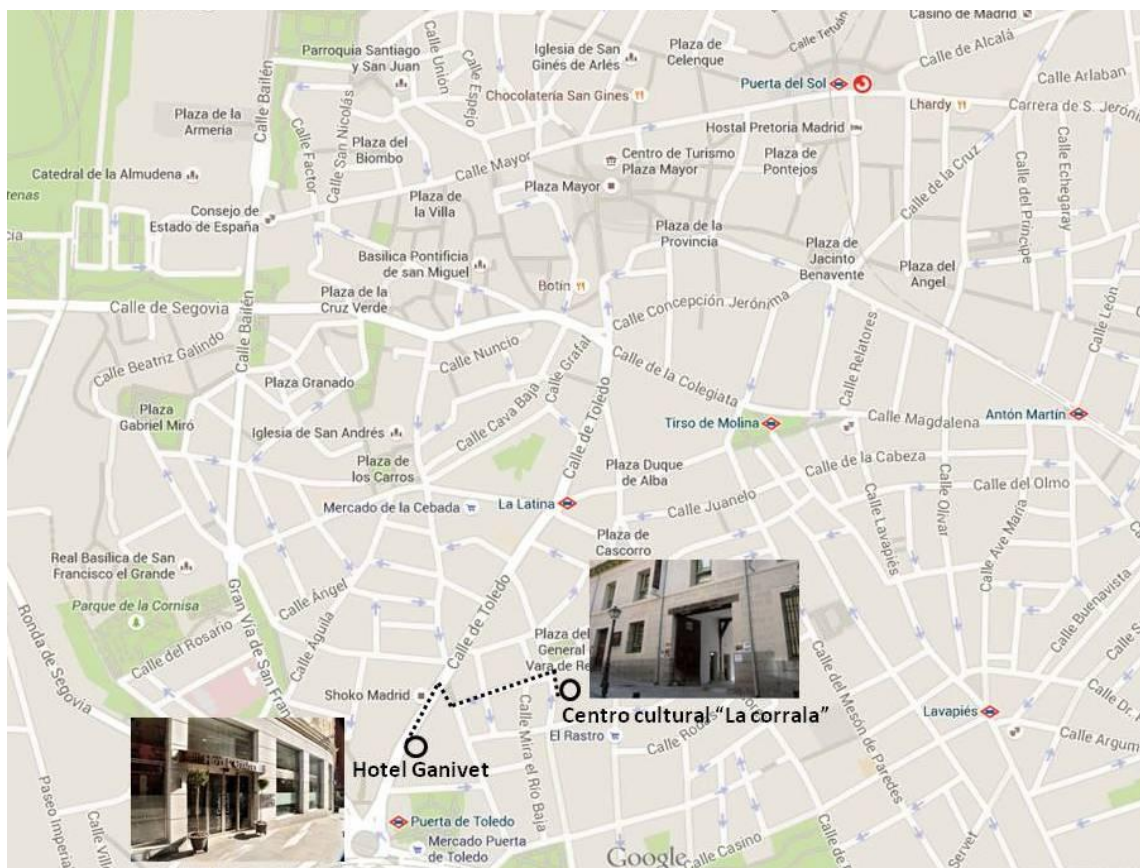 Casino de Madrid
Calle Tetuán
Calle de Alcalá
Parroquia Santiago
y San Juan
Calle Unión
Calle Espejo
Iglesia de San
Ginés de Arlés
Plaza de
Celenque
Puerta del Sol
Calle Arlaban
Chocolatería San Gines
Lhardy
Carrera de S. Jerón
Plaza de la
Armería
Calle Bailén
Calle Factor
Calle San Nicolás
Plaza del
Biombo
Calle Mayor
Hostal Pretoria Madrid
Centro de Turismo
Plaza Mayor
Plaza de
Pontejos
Calle de la Cruz
Calle del Príncipe
Calle Echegaray
Catedral de la Almudena
Plaza Mayor
Consejo de
Estado de España
Plaza de
la Villa
Plaza de la
Provincia
Plaza de
Jacinto
Benavente
Plaza del
Angel
Basílica Pontificia
de san Miguel
Botín
Plaza de la
Cruz Verde
Calle de Segovia
Calle Concepción Jerónima
Calle León
Calle Bailén
Calle Beatriz Galindo
Calle Nuncio
Calle Grafal
Calle de la Colegiata
Calle Relatores
Plaza Granado
Calle Cava Baja
Calle de Toledo
Plaza
Gabriel Miró
Iglesia de San Andrés
Tirso de Molina
Calle Magdalena
Antón Martín
Plaza de
los Carros
Plaza Duque
de Alba
Calle de la Cabeza
Calle del Olmo
Mercado de la Cebada
La Latina
Calle Juanelo
Calle Lavapiés
Calle Olivar
Calle Ave María
Plaza de
Cascorro
Real Basílica de San
Francisco el Grande
Parque de la Cornisa
Calle Ángel
Calle de Toledo
Calle Buenavista
Ronda de Segovia
Calle del Rosario
Gran Vía de San Fran
Calle Águila
Plaza del
General
Vara de Re
Shoko Madrid
Centro cultural “La corrala”
Lavapiés
Calle Dr.
El Rastro
Calle Rodas
Calle del Mesón de Paredes
Calle Argum
Hotel Ganivet
Calle Mira el Río Baja
Paseo Imperial
Puerta de Toledo
Mercado Puerta
de Toledo
Calle Casino
Google